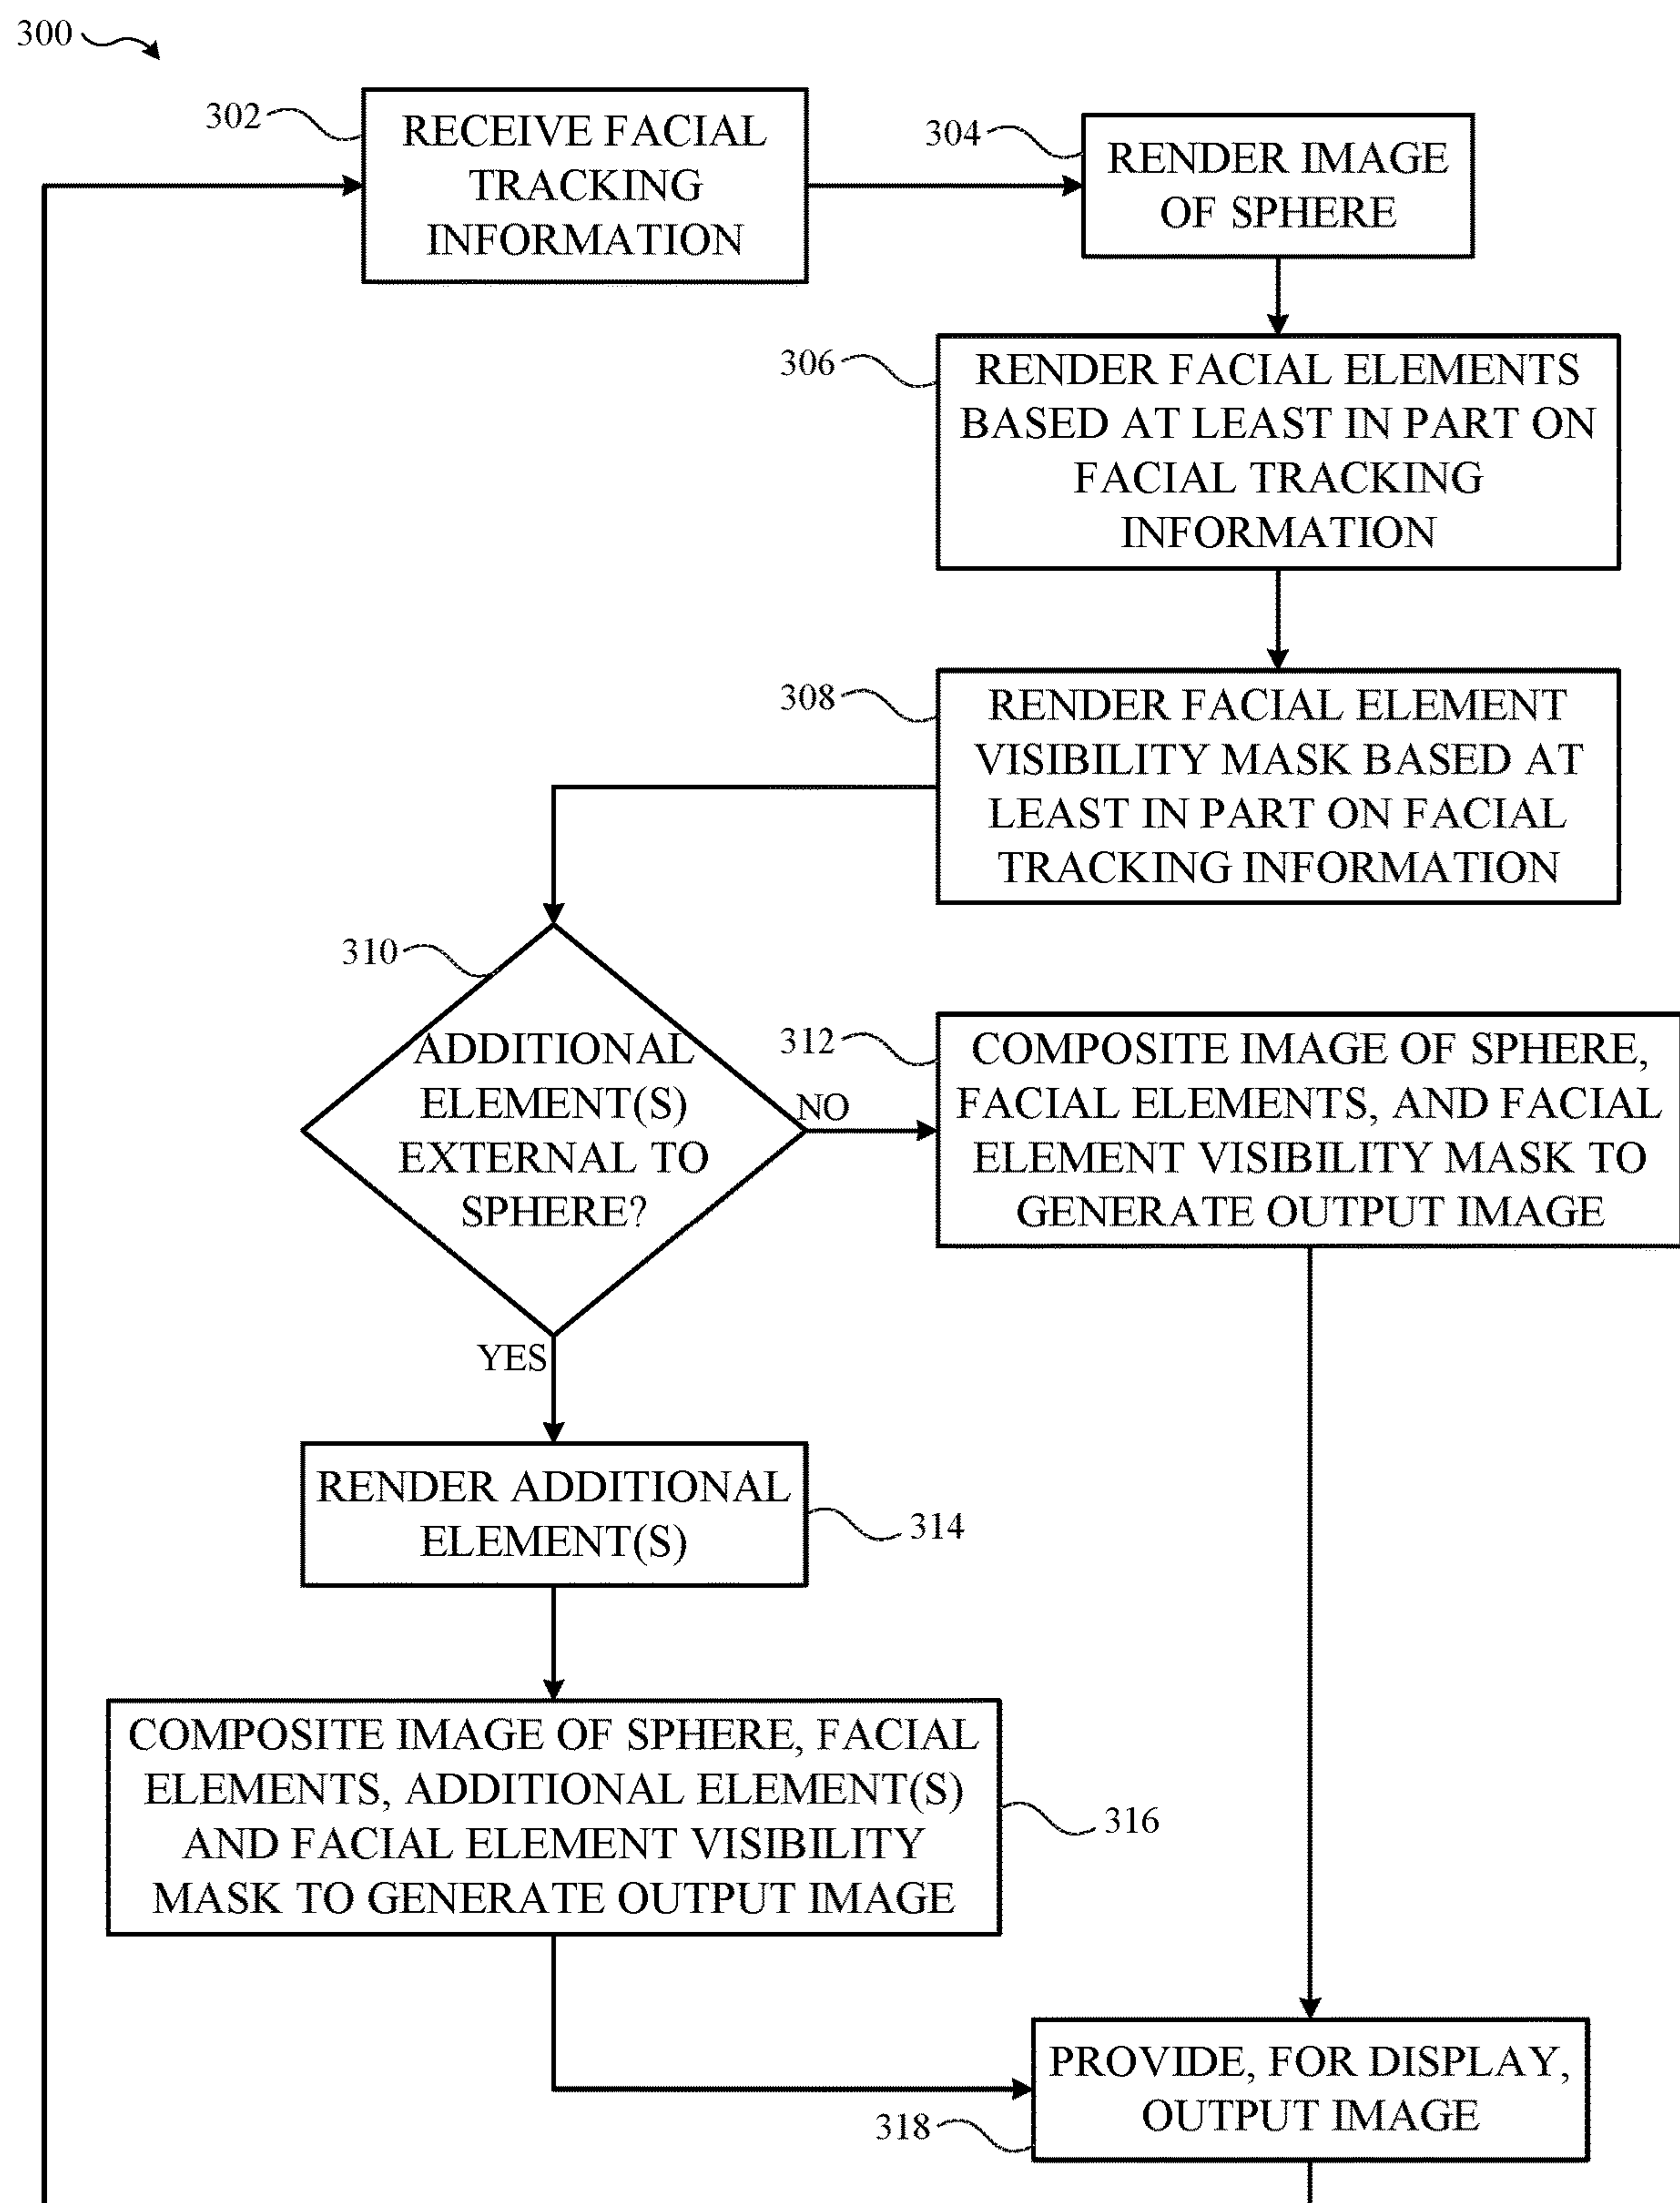 300
302
RECEIVE FACIAL
TRACKING
INFORMATION
304
RENDER IMAGE
OF SPHERE
306
RENDER FACIAL ELEMENTS
BASED AT LEAST IN PART ON
FACIAL TRACKING
INFORMATION
308
RENDER FACIAL ELEMENT
VISIBILITY MASK BASED AT
LEAST IN PART ON FACIAL
TRACKING INFORMATION
310
ADDITIONAL
ELEMENT(S)
EXTERNAL TO
SPHERE?
NO
312
COMPOSITE IMAGE OF SPHERE,
FACIAL ELEMENTS, AND FACIAL
ELEMENT VISIBILITY MASK TO
GENERATE OUTPUT IMAGE
YES
RENDER ADDITIONAL
ELEMENT(S)
314
COMPOSITE IMAGE OF SPHERE, FACIAL
ELEMENTS, ADDITIONAL ELEMENT(S)
AND FACIAL ELEMENT VISIBILITY
MASK TO GENERATE OUTPUT IMAGE
316
PROVIDE, FOR DISPLAY,
OUTPUT IMAGE
318